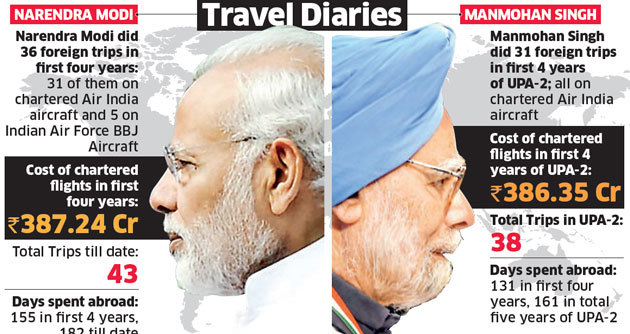 NARENDRA MODI
Travel Diaries
MANMOHAN SINGH
Narendra Modi did
36 foreign trips in
first four years:
31 of them on
chartered Air India
aircraft and 5 on
Indian Air Force BBJ
Aircraft
Cost of chartered
flights in first
four years:
₹387.24 Cr
Total Trips till date:
43
Days spent abroad:
155 in first 4 years,
182 till date
Manmohan Singh
did 31 foreign trips
in first 4 years
of UPA-2; all on
chartered Air India
aircraft
Cost of chartered
flights in first 4
years of UPA-2:
₹386.35 Cr
Total Trips in UPA-2:
38
Days spent abroad:
131 in first four
years, 161 in total
five years of UPA-2